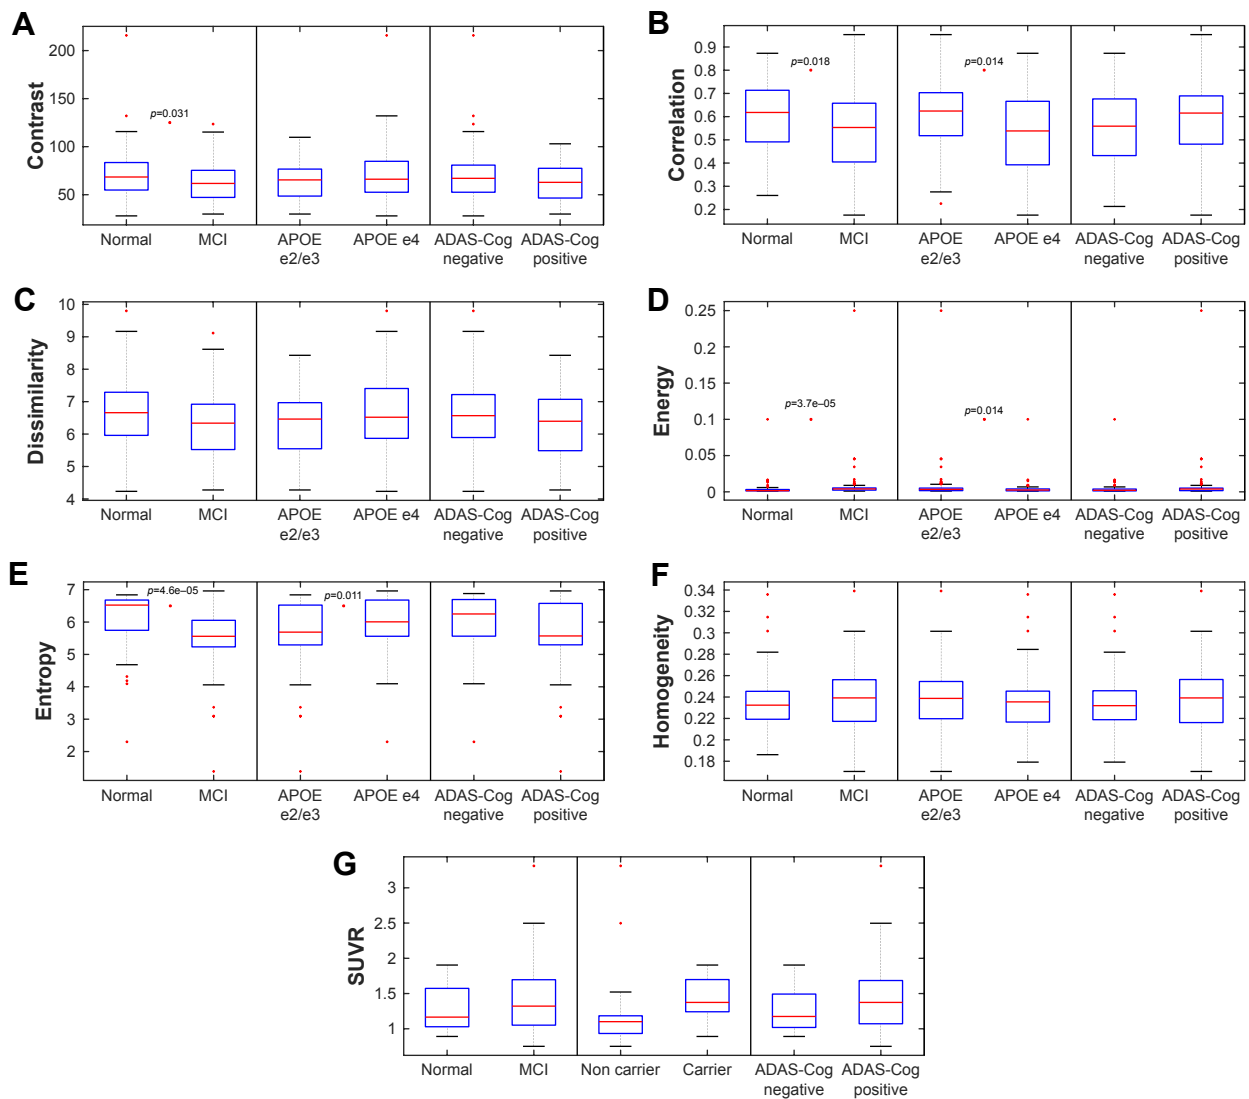 A
Contrast
200
150
100
50
p=0.031
Normal
MCI
APOE
e2/e3
APOE e4
ADAS-Cog
negative
ADAS-Cog
positive
B
Correlation
0.9
0.8
0.7
0.6
0.5
0.4
0.3
0.2
p=0.018
p=0.014
Normal
MCI
APOE
e2/e3
APOE e4
ADAS-Cog
negative
ADAS-Cog
positive
C
Dissimilarity
10
9
8
7
6
5
4
Normal
MCI
APOE
e2/e3
APOE e4
ADAS-Cog
negative
ADAS-Cog
positive
D
Energy
0.25
0.2
0.15
0.1
0.05
0
p=3.7e–05
p=0.014
Normal
MCI
APOE
e2/e3
APOE e4
ADAS-Cog
negative
ADAS-Cog
positive
E
Entropy
7
6
5
4
3
2
p=4.6e–05
p=0.011
Normal
MCI
APOE
e2/e3
APOE e4
ADAS-Cog
negative
ADAS-Cog
positive
F
Homogeneity
0.34
0.32
0.3
0.28
0.26
0.24
0.22
0.2
0.18
Normal
MCI
APOE
e2/e3
APOE e4
ADAS-Cog
negative
ADAS-Cog
positive
G
SUVR
3
2.5
2
1.5
1
Normal
MCI
Non carrier
Carrier
ADAS-Cog
negative
ADAS-Cog
positive